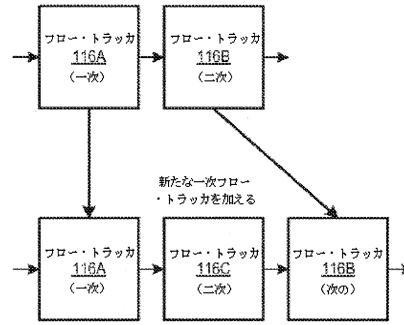 フロー・トラッカ
116A
(一次)
フロー・トラッカ
116B
(二次)
新たな一次フロー
・トラッカを加える
フロー・トラッカ
116A
(一次)
フロー・トラッカ
116C
(二次)
フロー・トラッカ
116B
(次の)